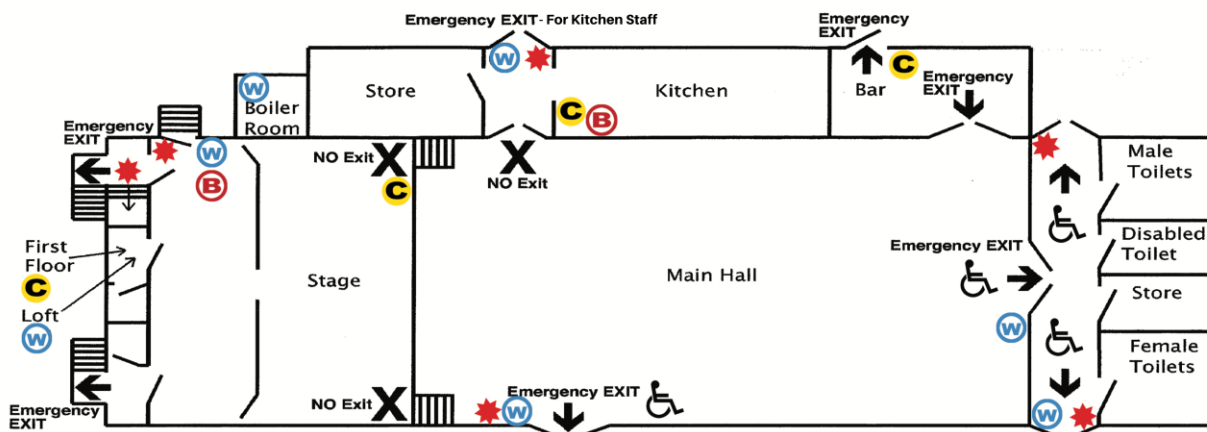 Emergency EXIT - For Kitchen Staff
Emergency
EXIT
W
C
W
Store
Kitchen
Bar
Emergency
EXIT
Boiler
Room
C
B
Emergency
EXIT
W
NO Exit
X
X
NO Exit
Male
Toilets
B
C
First
Floor
C
Loft
W
Stage
Main Hall
Emergency EXIT
Disabled
Toilet
Store
W
Female
Toilets
Emergency
EXIT
NO Exit
X
W
Emergency EXIT
W